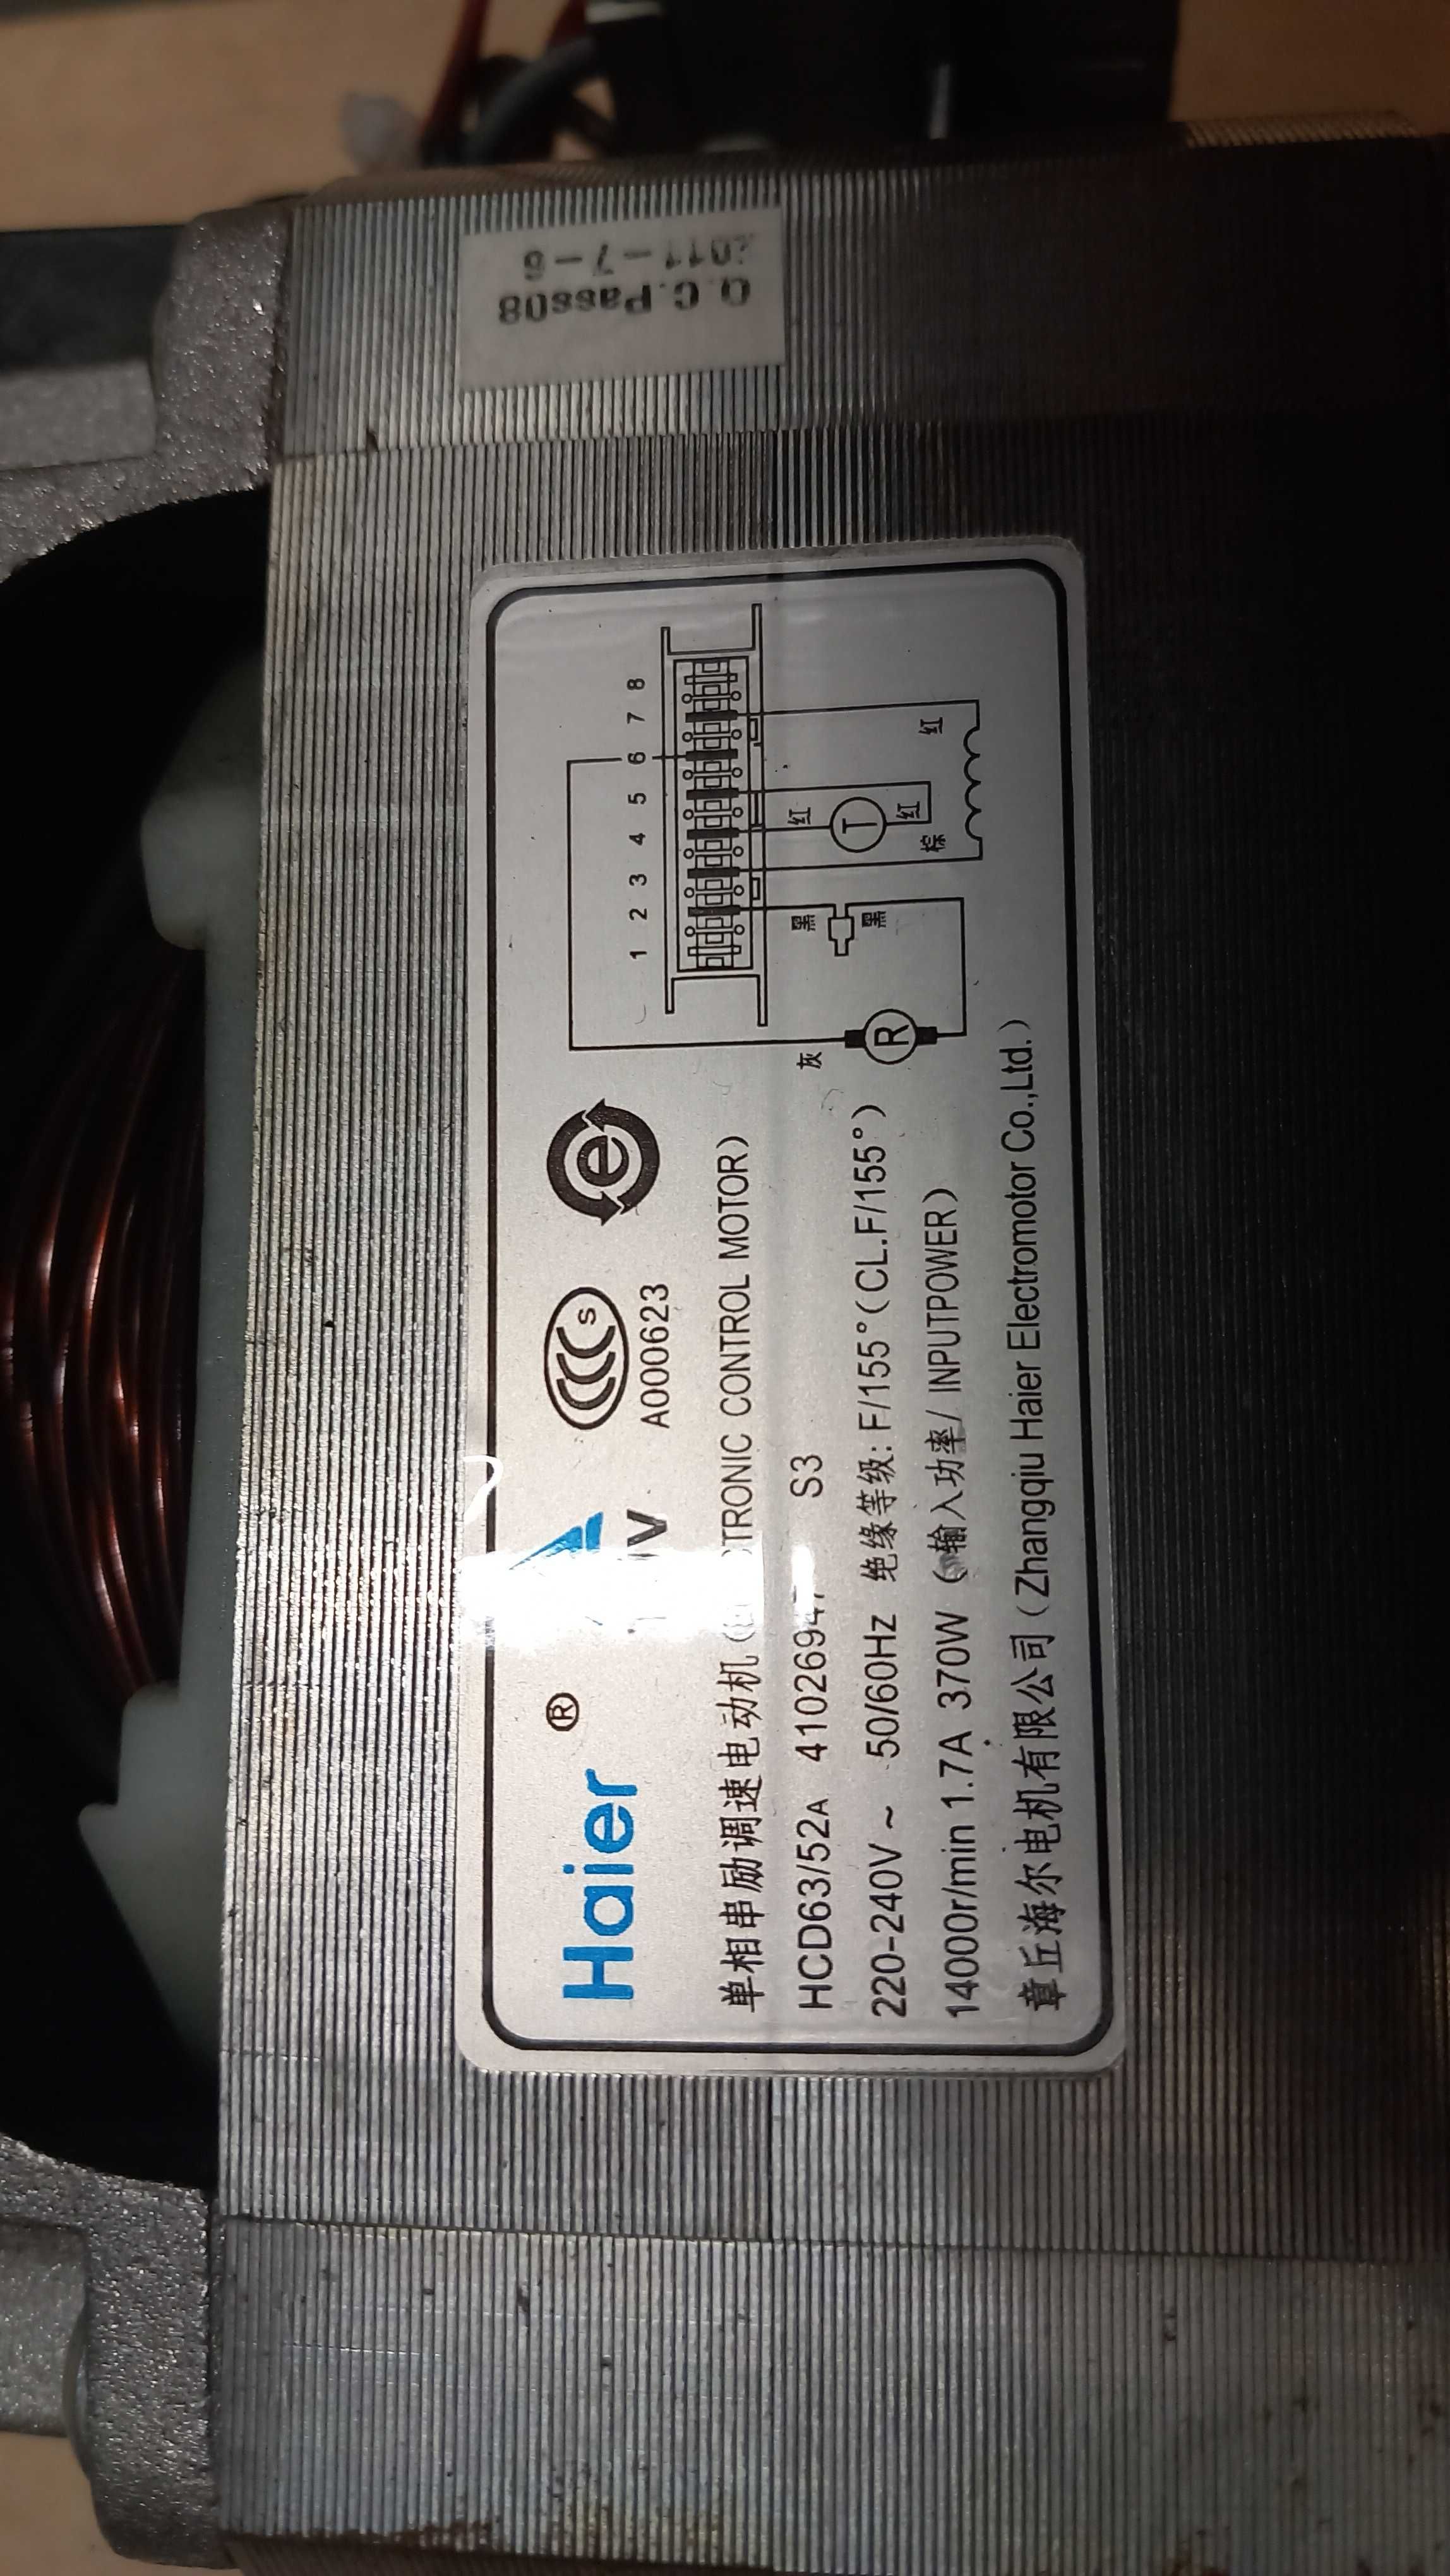 Haier ®
S
A000623
e
单相串励调速电动机 CONTROL MOTOR)
HCD63/52A S3
220-240V ~ 50/60Hz 绝缘等级: F/155°(CL.F/155°)
14000r/min 1.7A 370W (输入功率/ INPUTPOWER)
章丘海尔电机有限公司 (Zhangqiu Haier Electromotor Co.,Ltd.)
1 2 3 4 5 6 7 8
灰
R
黑
黑
红
T
红
棕
红
Q.C.Pass08
2011-7-6